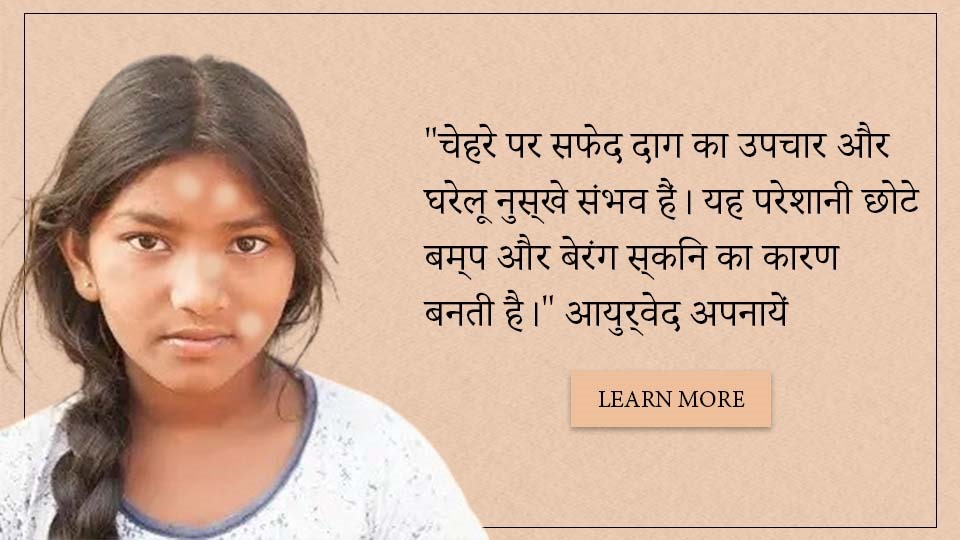 "चेहरे पर सफेद दाग का उपचार और
घरेलू नुस्‌खे संभव हैं। यह परेशानी छोटे
बम्‌प और बेरंग स्‌कनि का कारण
बनती है।" आयुर्‌वेद अपनायें
LEARN MORE